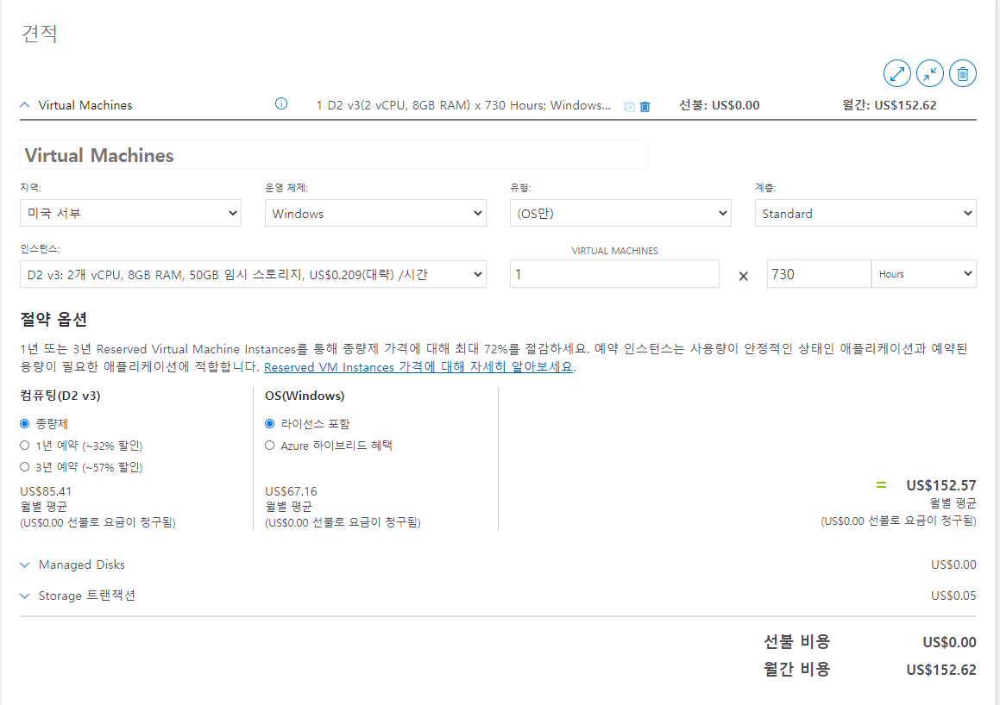 견적
Virtual Machines
1 D2 v3(2 vCPU, 8GB RAM) x 730 Hours; Windows...
선불: US$0.00
월간: US$152.62
Virtual Machines
지역:
운영 체제:
유형:
계층:
미국 서부
Windows
(OS만)
Standard
인스턴스:
VIRTUAL MACHINES
D2 v3: 2개 vCPU, 8GB RAM, 50GB 임시 스토리지, US$0.209(대략) /시간
1
×
730
Hours
절약 옵션
1년 또는 3년 Reserved Virtual Machine Instances를 통해 종량제 가격에 대해 최대 72%를 절감하세요. 예약 인스턴스는 사용량이 안정적인 상태인 애플리케이션과 예약된
용량이 필요한 애플리케이션에 적합합니다. Reserved VM Instances 가격에 대해 자세히 알아보세요.
컴퓨팅(D2 v3)
종량제
1년 예약 (~32% 할인)
3년 예약 (~57% 할인)
US$85.41
월별 평균
(US$0.00 선불로 요금이 청구됨)
OS(Windows)
라이선스 포함
Azure 하이브리드 혜택
US$67.16
월별 평균
(US$0.00 선불로 요금이 청구됨)
= US$152.57
월별 평균
(US$0.00 선불로 요금이 청구됨)
Managed Disks US$0.00
Storage 트랜잭션 US$0.05
선불 비용 US$0.00
월간 비용 US$152.62